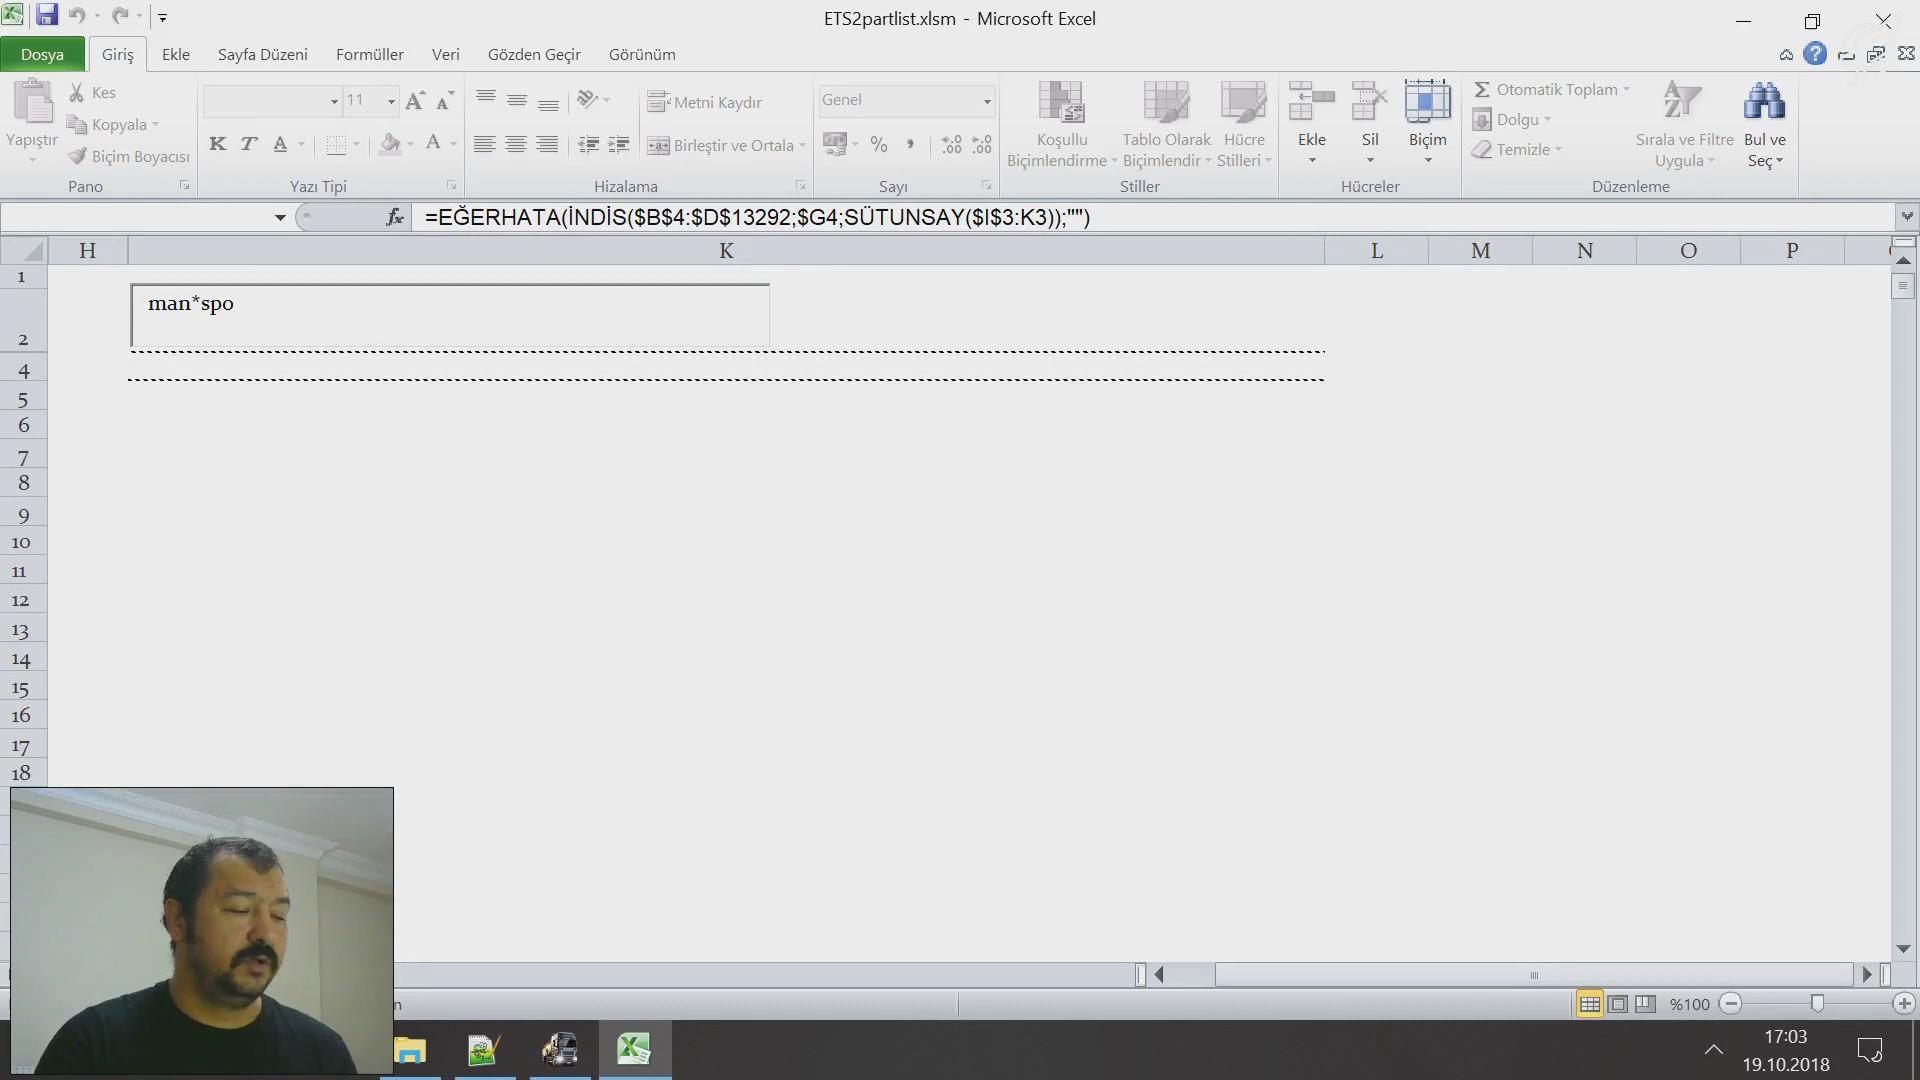 ETS2partlist.xlsm - Microsoft Excel
Dosya Giriş Ekle Sayfa Düzeni Formüller Veri Gözden Geçir Görünüm
Yapıştır
Kes
Kopyala
Biçim Boyacısı
Pano
11
K T A
A
Yazı Tipi
Metni Kaydır
Birleştir ve Ortala
Hizalama
Genel
%
Sayı
Koşullu
Biçimlendirme
Tablo Olarak
Biçimlendir
Hücre
Stilleri
Stiller
Ekle
Sil
Biçim
Hücreler
Σ Otomatik Toplam
Dolgu
Temizle
Sırala ve Filtre
Uygula
Bul ve
Seç
Düzenleme
fx =EĞERHATA(İNDİS($B$4:$D$13292;$G4;SÜTUNSAY($I$3:K3));"")
H K L M N O P
1
man*spo
2
4
5
6
7
8
9
10
11
12
13
14
15
16
17
18
%100
17:03
19.10.2018